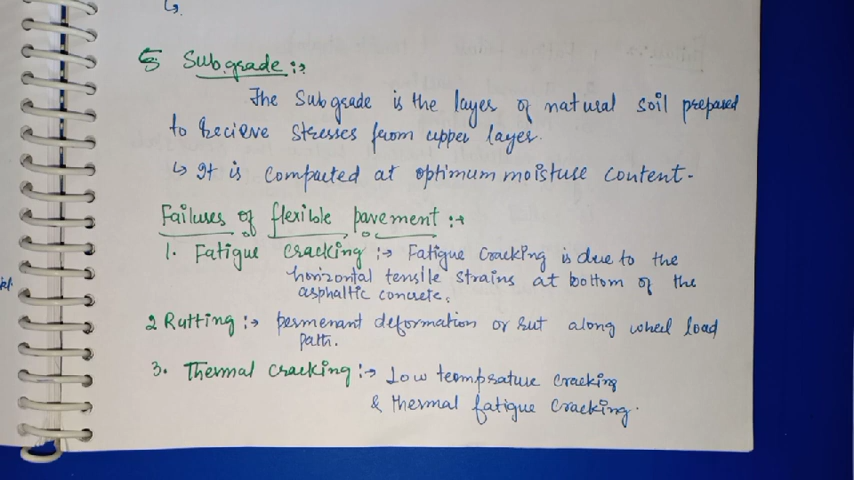 ↳
5 Subgrade :→
The Subgrade is the layer of natural soil prepared
to recieve stresses from upper layer.
↳ It is compacted at optimum moisture content-
Failures of flexible pavement :→
1. Fatigue cracking :→ Fatigue cracking is due to the
horizontal tensile strains at bottom of the
asphaltic concrete.
2 Rutting :→ permenant deformation or rut along wheel load
path.
3. Thermal cracking :→ Low temprature cracking
& thermal fatigue cracking.